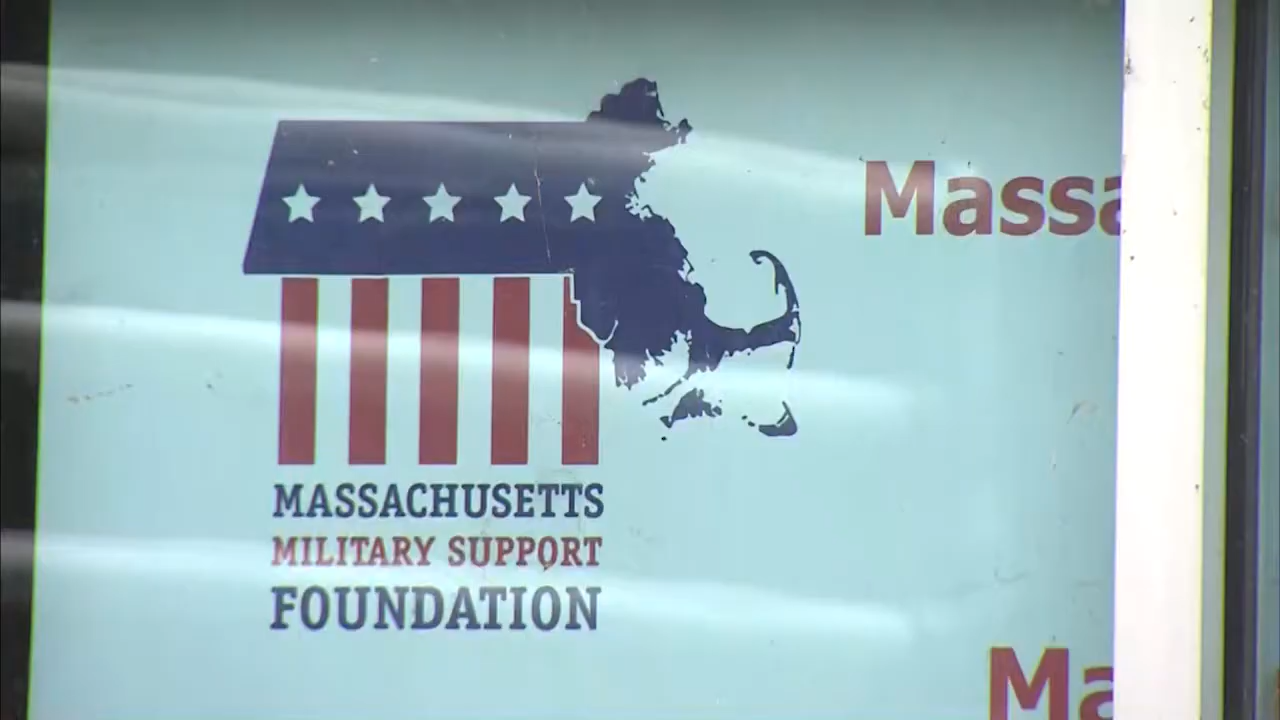 MASSACHUSETTS
MILITARY SUPPORT
FOUNDATION
Massa
Ma